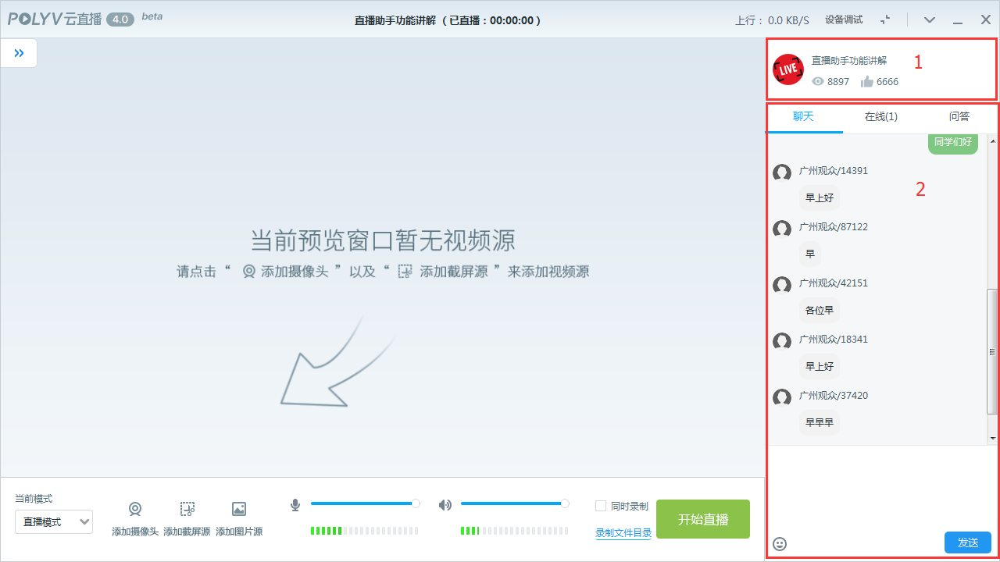 POLYV云直播 4.0 beta
直播助手功能讲解 ( 已直播：00:00:00 )
上行： 0.0 KB/S 设备调试
直播助手功能讲解
8897 6666
1
LIVE
聊天 在线(1) 问答
同学们好
广州观众/14391
早上好
2
广州观众/87122
早
广州观众/42151
各位早
广州观众/18341
早上好
广州观众/37420
早早早
发送
当前预览窗口暂无视频源
请点击 “ 添加摄像头 ” 以及 “ 添加截屏源 ” 来添加视频源
当前模式
直播模式
添加摄像头 添加截屏源 添加图片源
同时录制
录制文件目录
开始直播